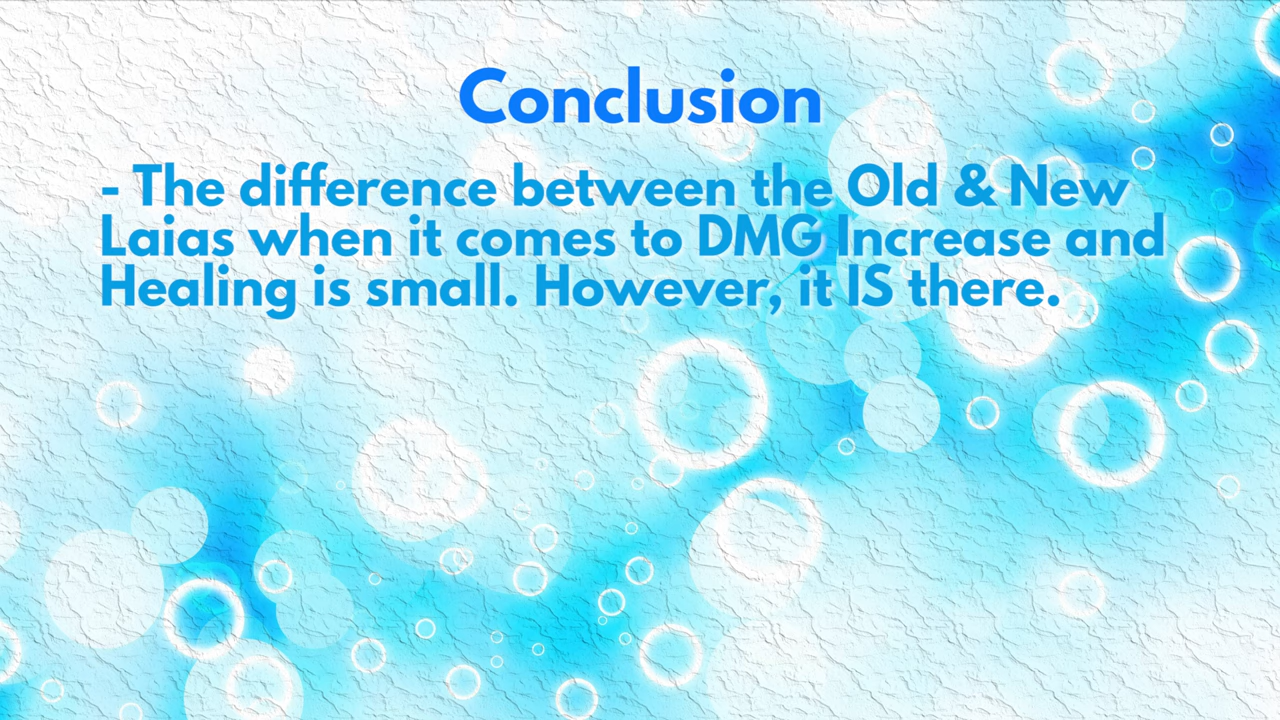 Conclusion
- The difference between the Old & New
Laias when it comes to DMG Increase and
Healing is small. However, it IS there.